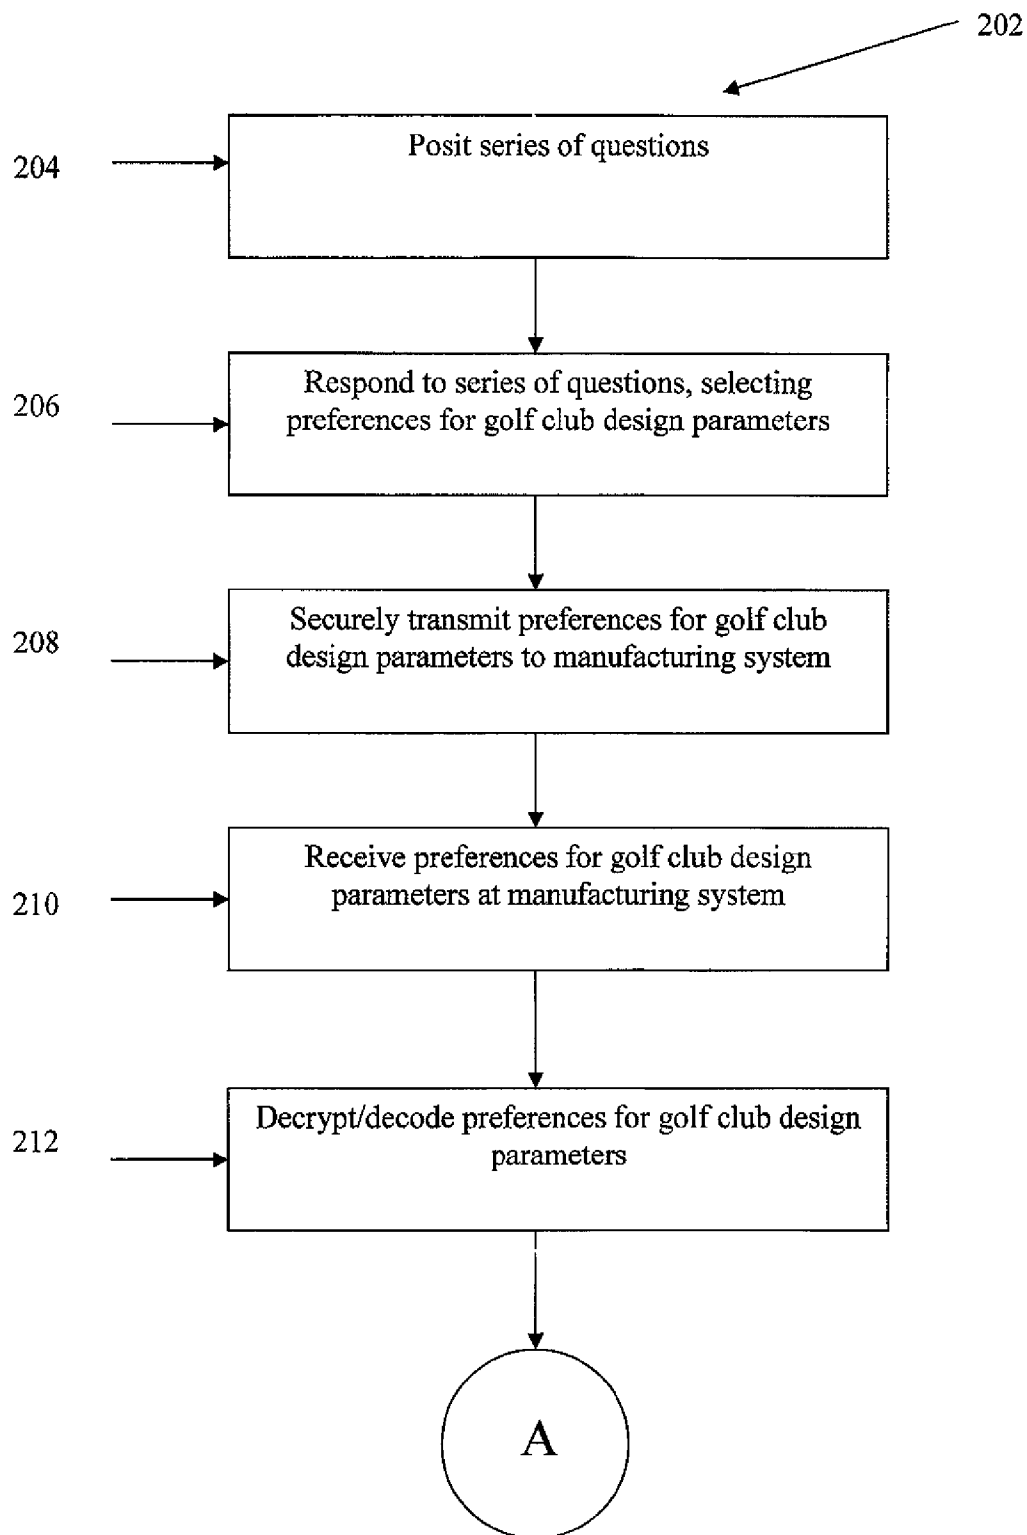 202
204
Posit series of questions
206
Respond to series of questions, selecting
preferences for golf club design parameters
208
Securely transmit preferences for golf club
design parameters to manufacturing system
210
Receive preferences for golf club design
parameters at manufacturing system
212
Decrypt/decode preferences for golf club design
parameters
A